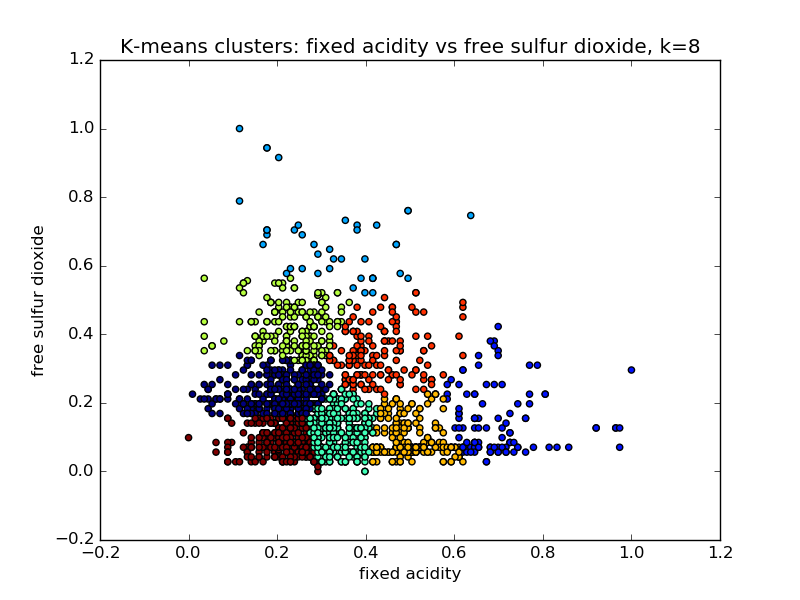 K-means clusters: fixed acidity vs free sulfur dioxide, k=8
1.2
1.0
0.8
0.6
0.4
0.2
0.0
−0.2
free sulfur dioxide
−0.2 0.0 0.2 0.4 0.6 0.8 1.0 1.2
fixed acidity